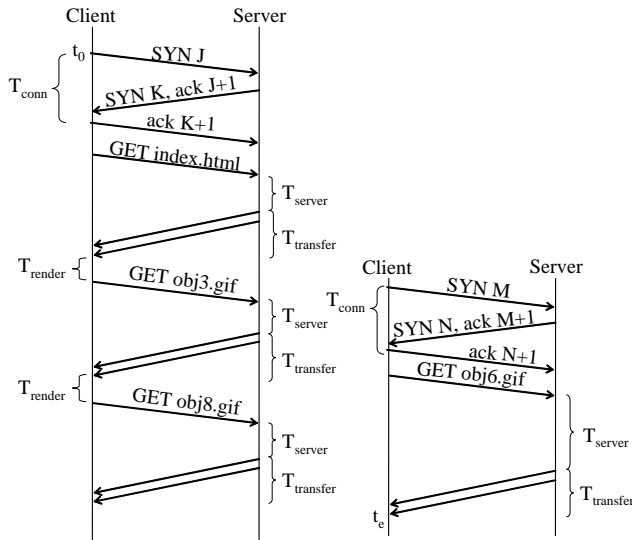 Client
Server
t0
SYN J
Tconn
SYN K, ack J+1
ack K+1
GET index.html
Tserver
Ttransfer
Trender
GET obj3.gif
Tserver
Ttransfer
Trender
GET obj8.gif
Tserver
Ttransfer
Client
Server
SYN M
Tconn
SYN N, ack M+1
ack N+1
GET obj6.gif
Tserver
Ttransfer
te